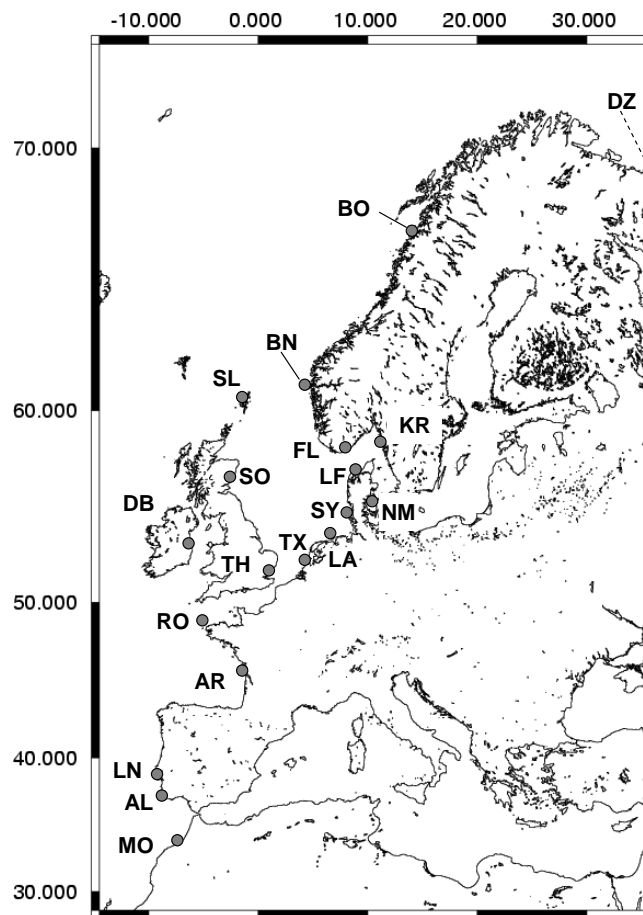 -10.000 0.000 10.000 20.000 30.000
DZ
70.000
BO
BN
SL
60.000
KR
FL
LF
SO
DB
SY
NM
TX
TH
LA
50.000
RO
AR
40.000
LN
AL
MO
30.000